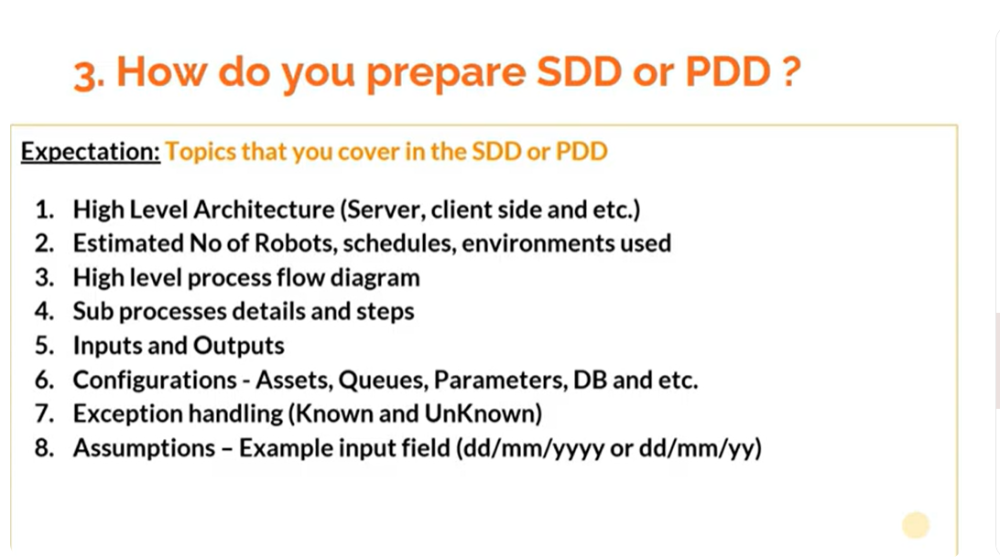 3. How do you prepare SDD or PDD ?
Expectation: Topics that you cover in the SDD or PDD
1. High Level Architecture (Server, client side and etc.)
2. Estimated No of Robots, schedules, environments used
3. High level process flow diagram
4. Sub processes details and steps
5. Inputs and Outputs
6. Configurations - Assets, Queues, Parameters, DB and etc.
7. Exception handling (Known and UnKnown)
8. Assumptions – Example input field (dd/mm/yyyy or dd/mm/yy)